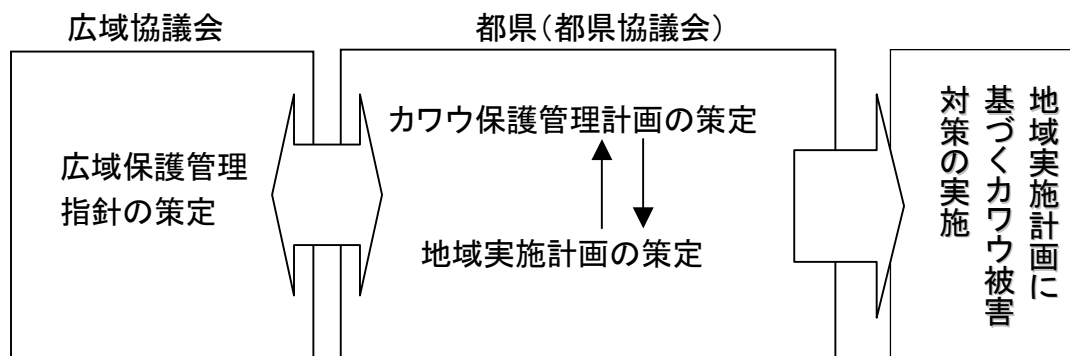 広域協議会
都県（都県協議会）
広域保護管理
指針の策定
カワウ保護管理計画の策定
地域実施計画の策定
地域実施計画に
基づくカワウ被害
対策の実施